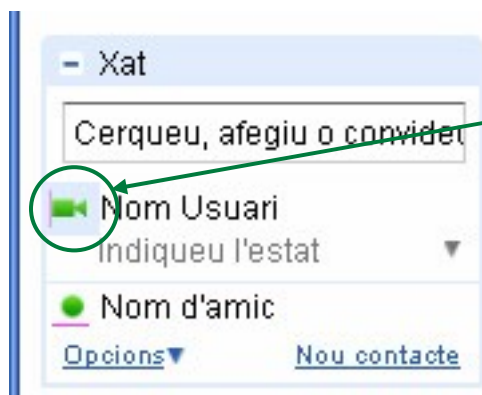 − Xat
Cerqueu, afegiu o convideu
Nom Usuari
Indiqueu l'estat ▼
Nom d'amic
Opcions▼ Nou contacte